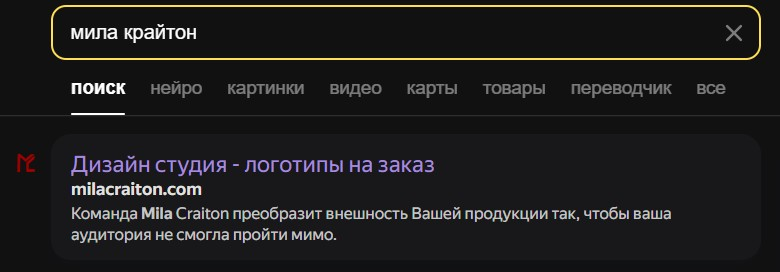 мила крайтон
поиск нейро картинки видео карты товары переводчик все
Дизайн студия - логотипы на заказ
milacraiton.com
Команда Mila Craiton преобразит внешность Вашей продукции так, чтобы ваша
аудитория не смогла пройти мимо.